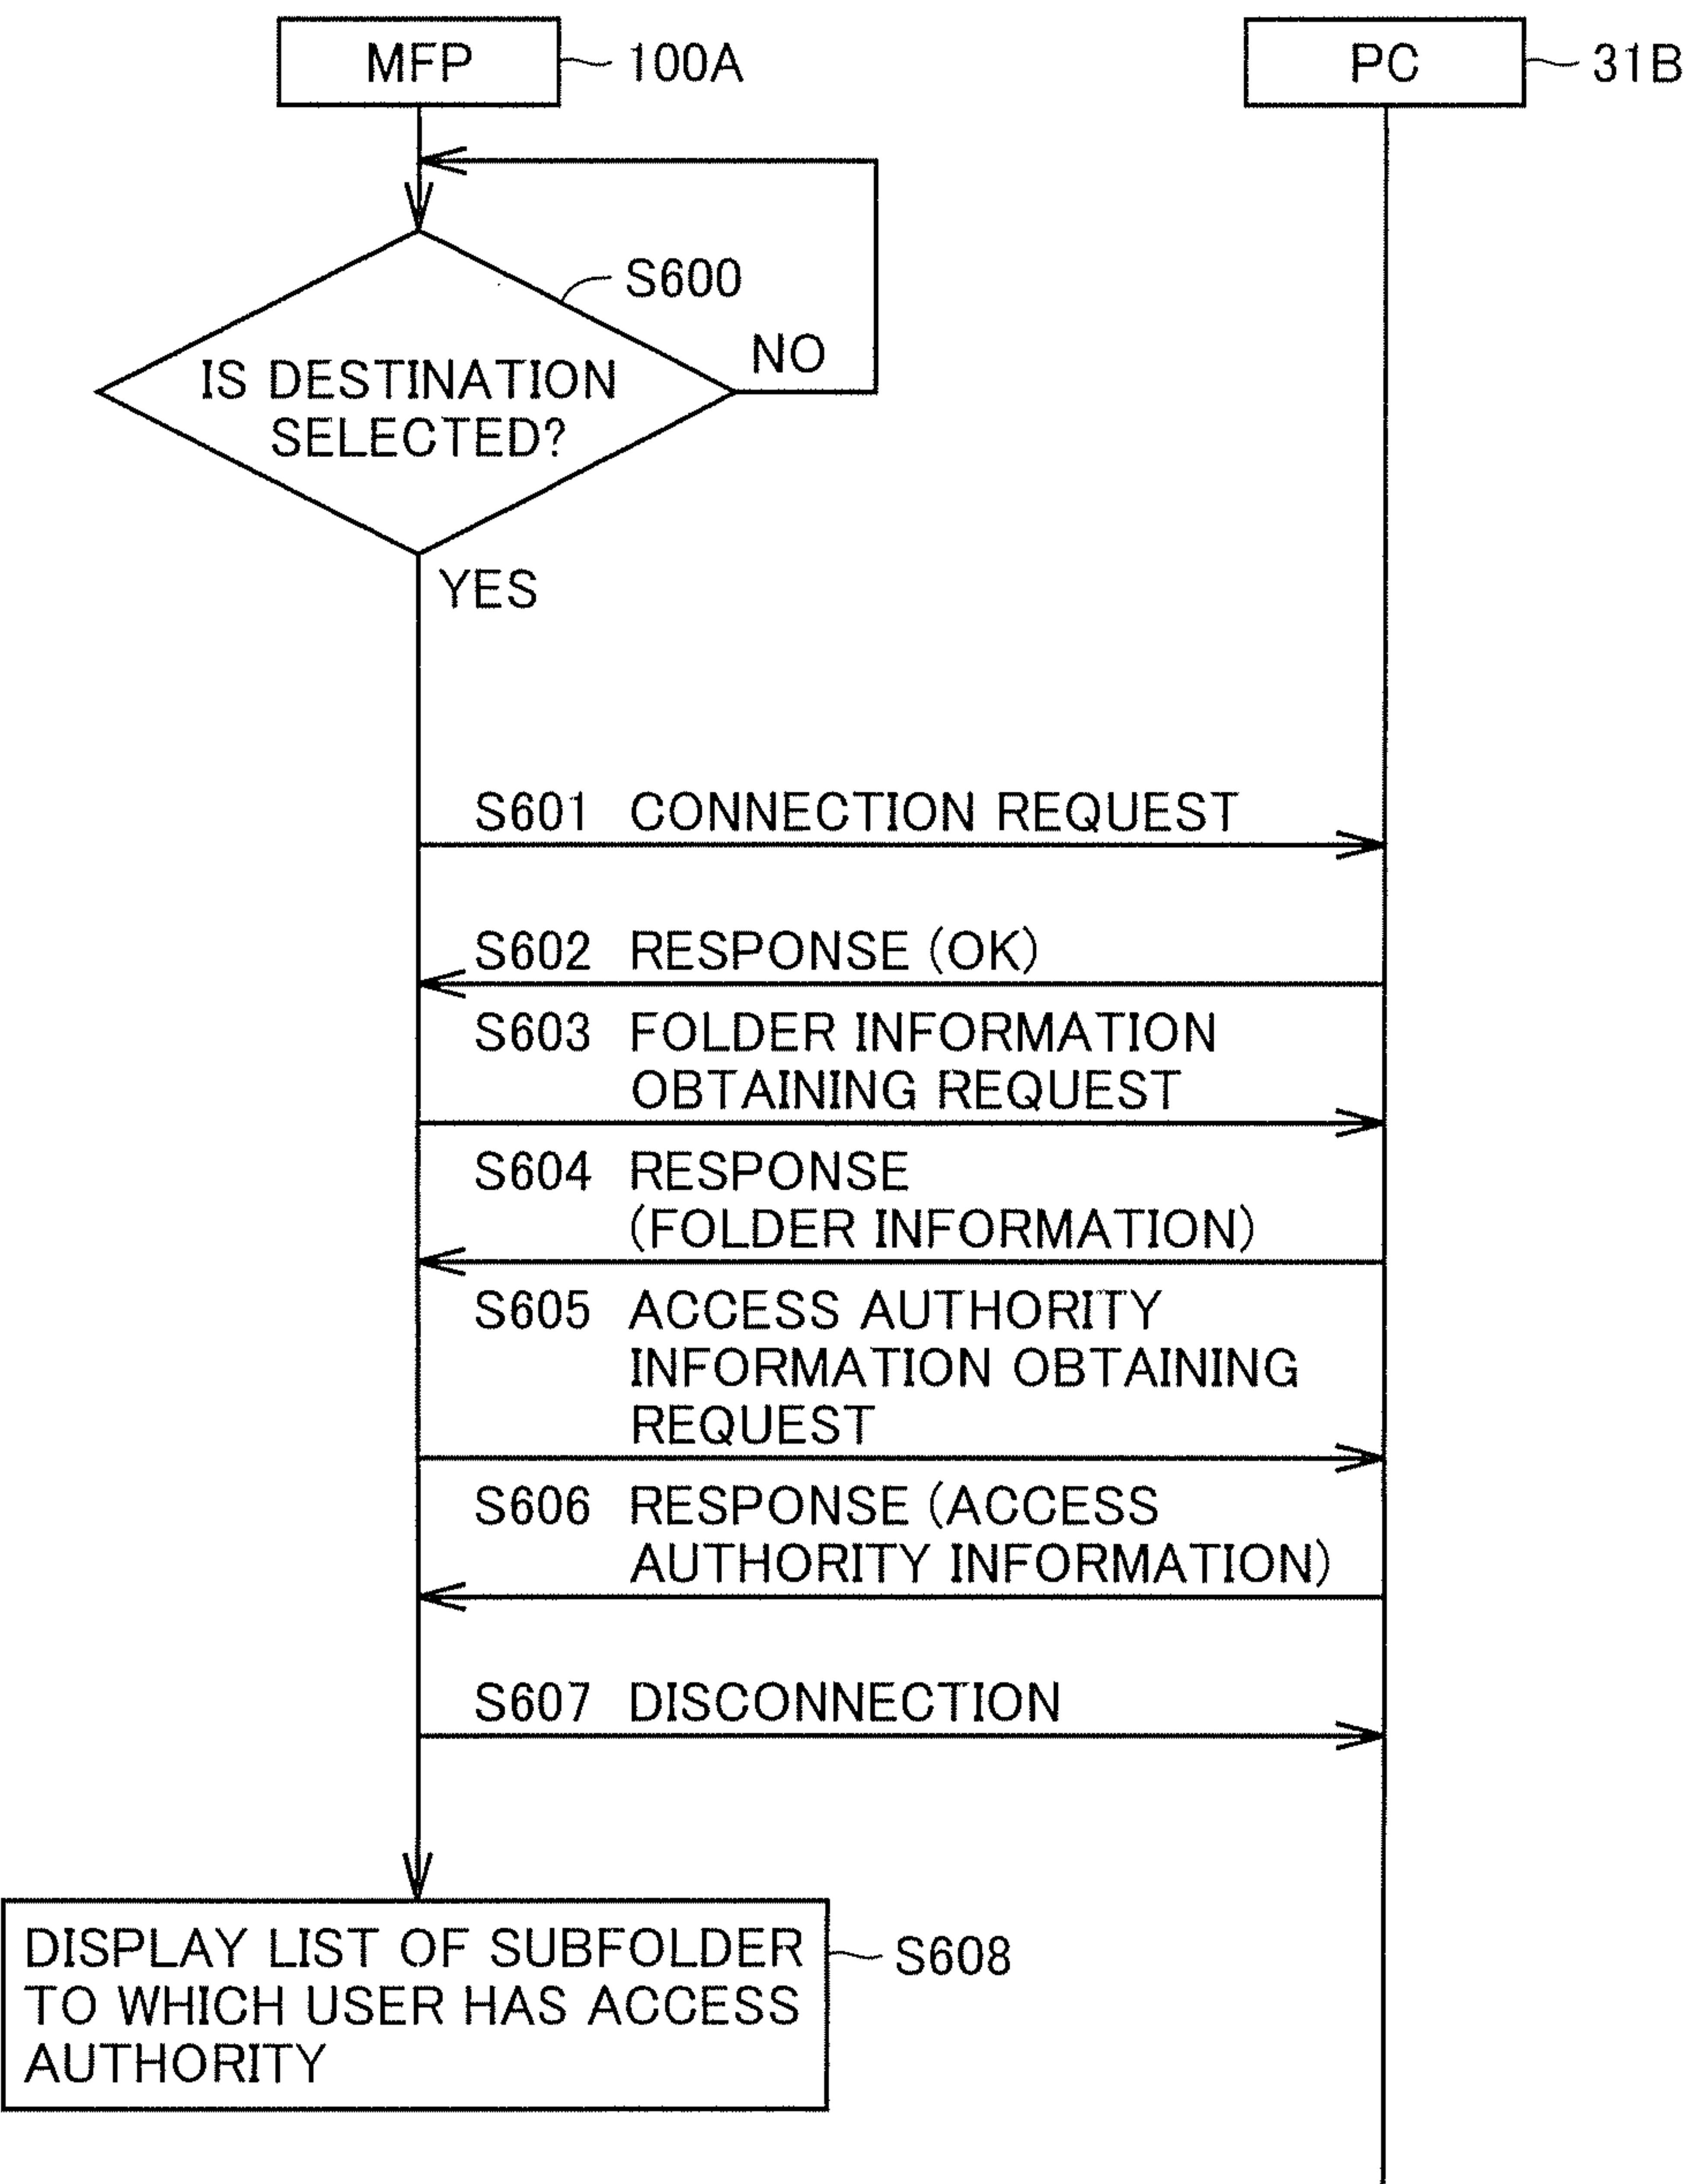 MFP
100A
PC
31B
S600
NO
IS DESTINATION
SELECTED?
YES
S601 CONNECTION REQUEST
S602 RESPONSE (OK)
S603 FOLDER INFORMATION
OBTAINING REQUEST
S604 RESPONSE
(FOLDER INFORMATION)
S605 ACCESS AUTHORITY
INFORMATION OBTAINING
REQUEST
S606 RESPONSE (ACCESS
AUTHORITY INFORMATION)
S607 DISCONNECTION
DISPLAY LIST OF SUBFOLDER
TO WHICH USER HAS ACCESS
AUTHORITY
S608